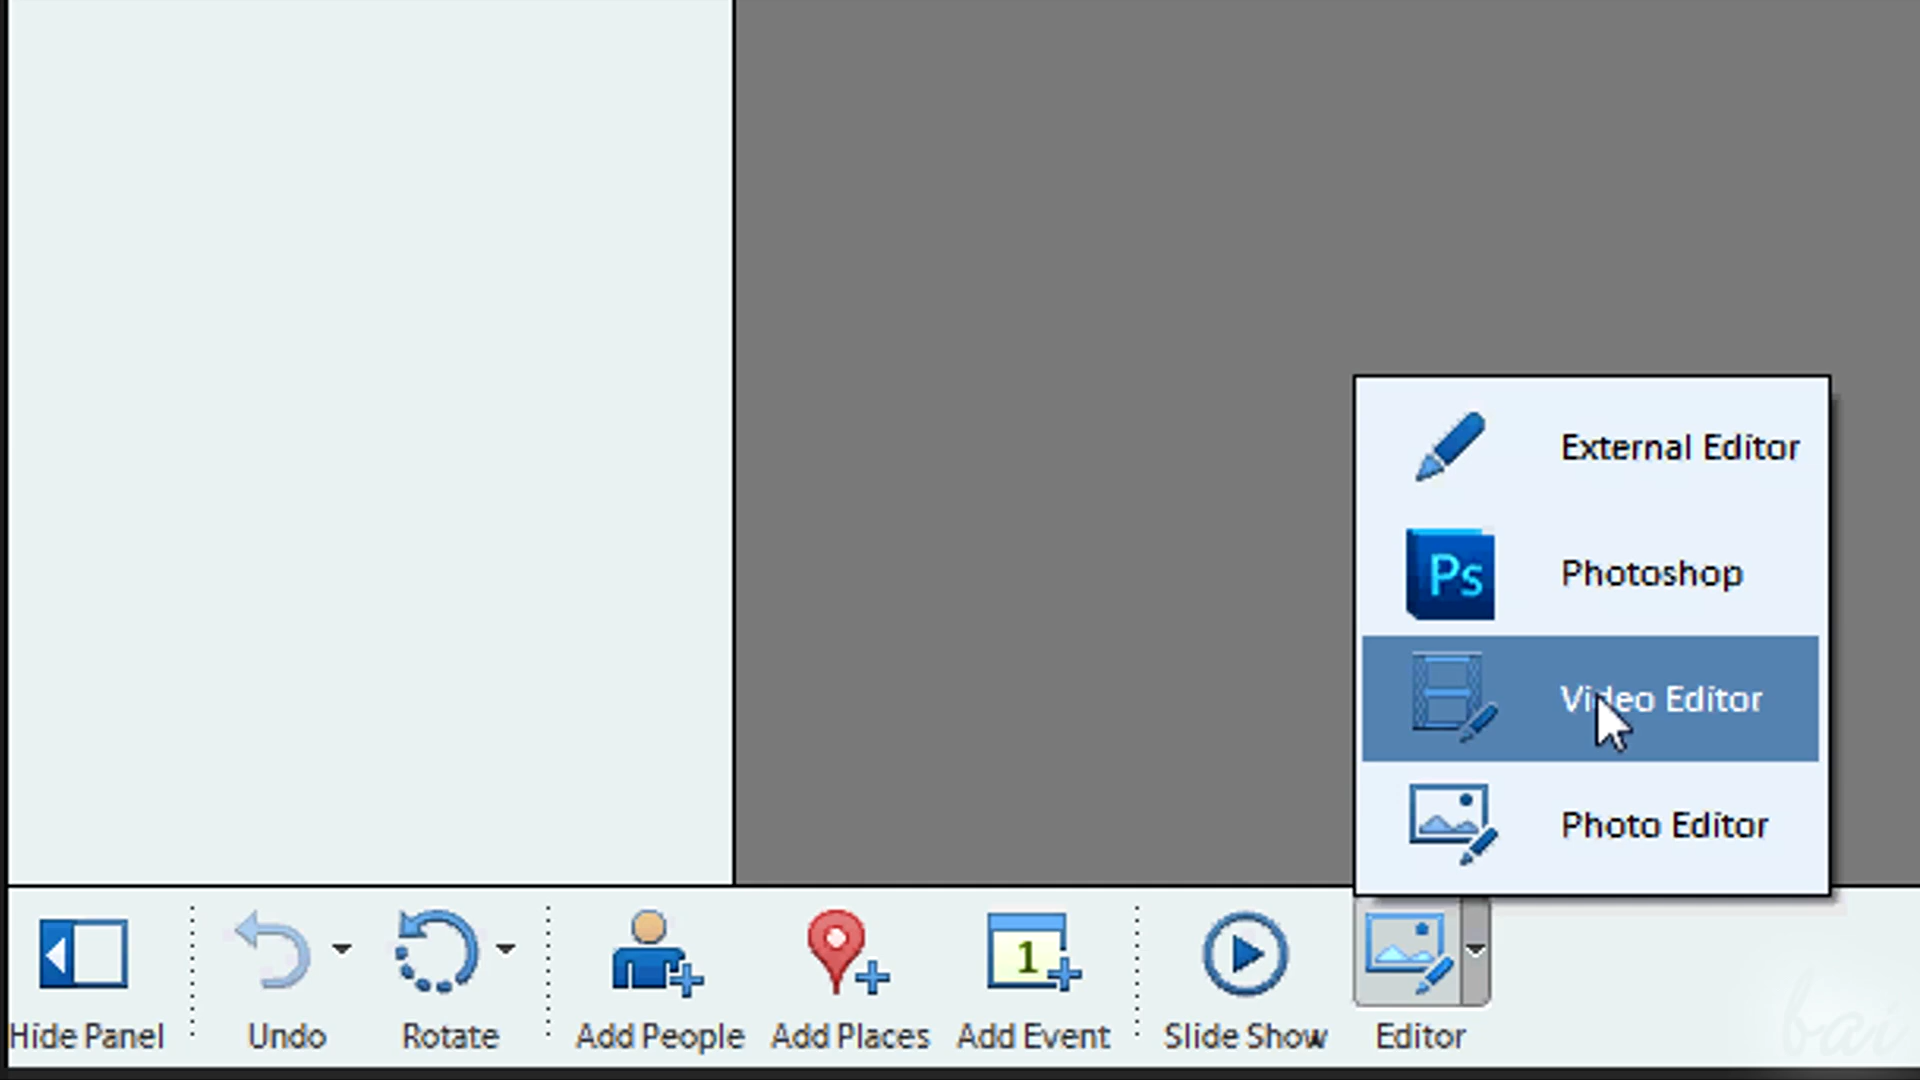 External Editor
Ps
Photoshop
Video Editor
Photo Editor
1
Hide Panel
Undo
Rotate
Add People
Add Places
Add Event
Slide Show
Editor
bai